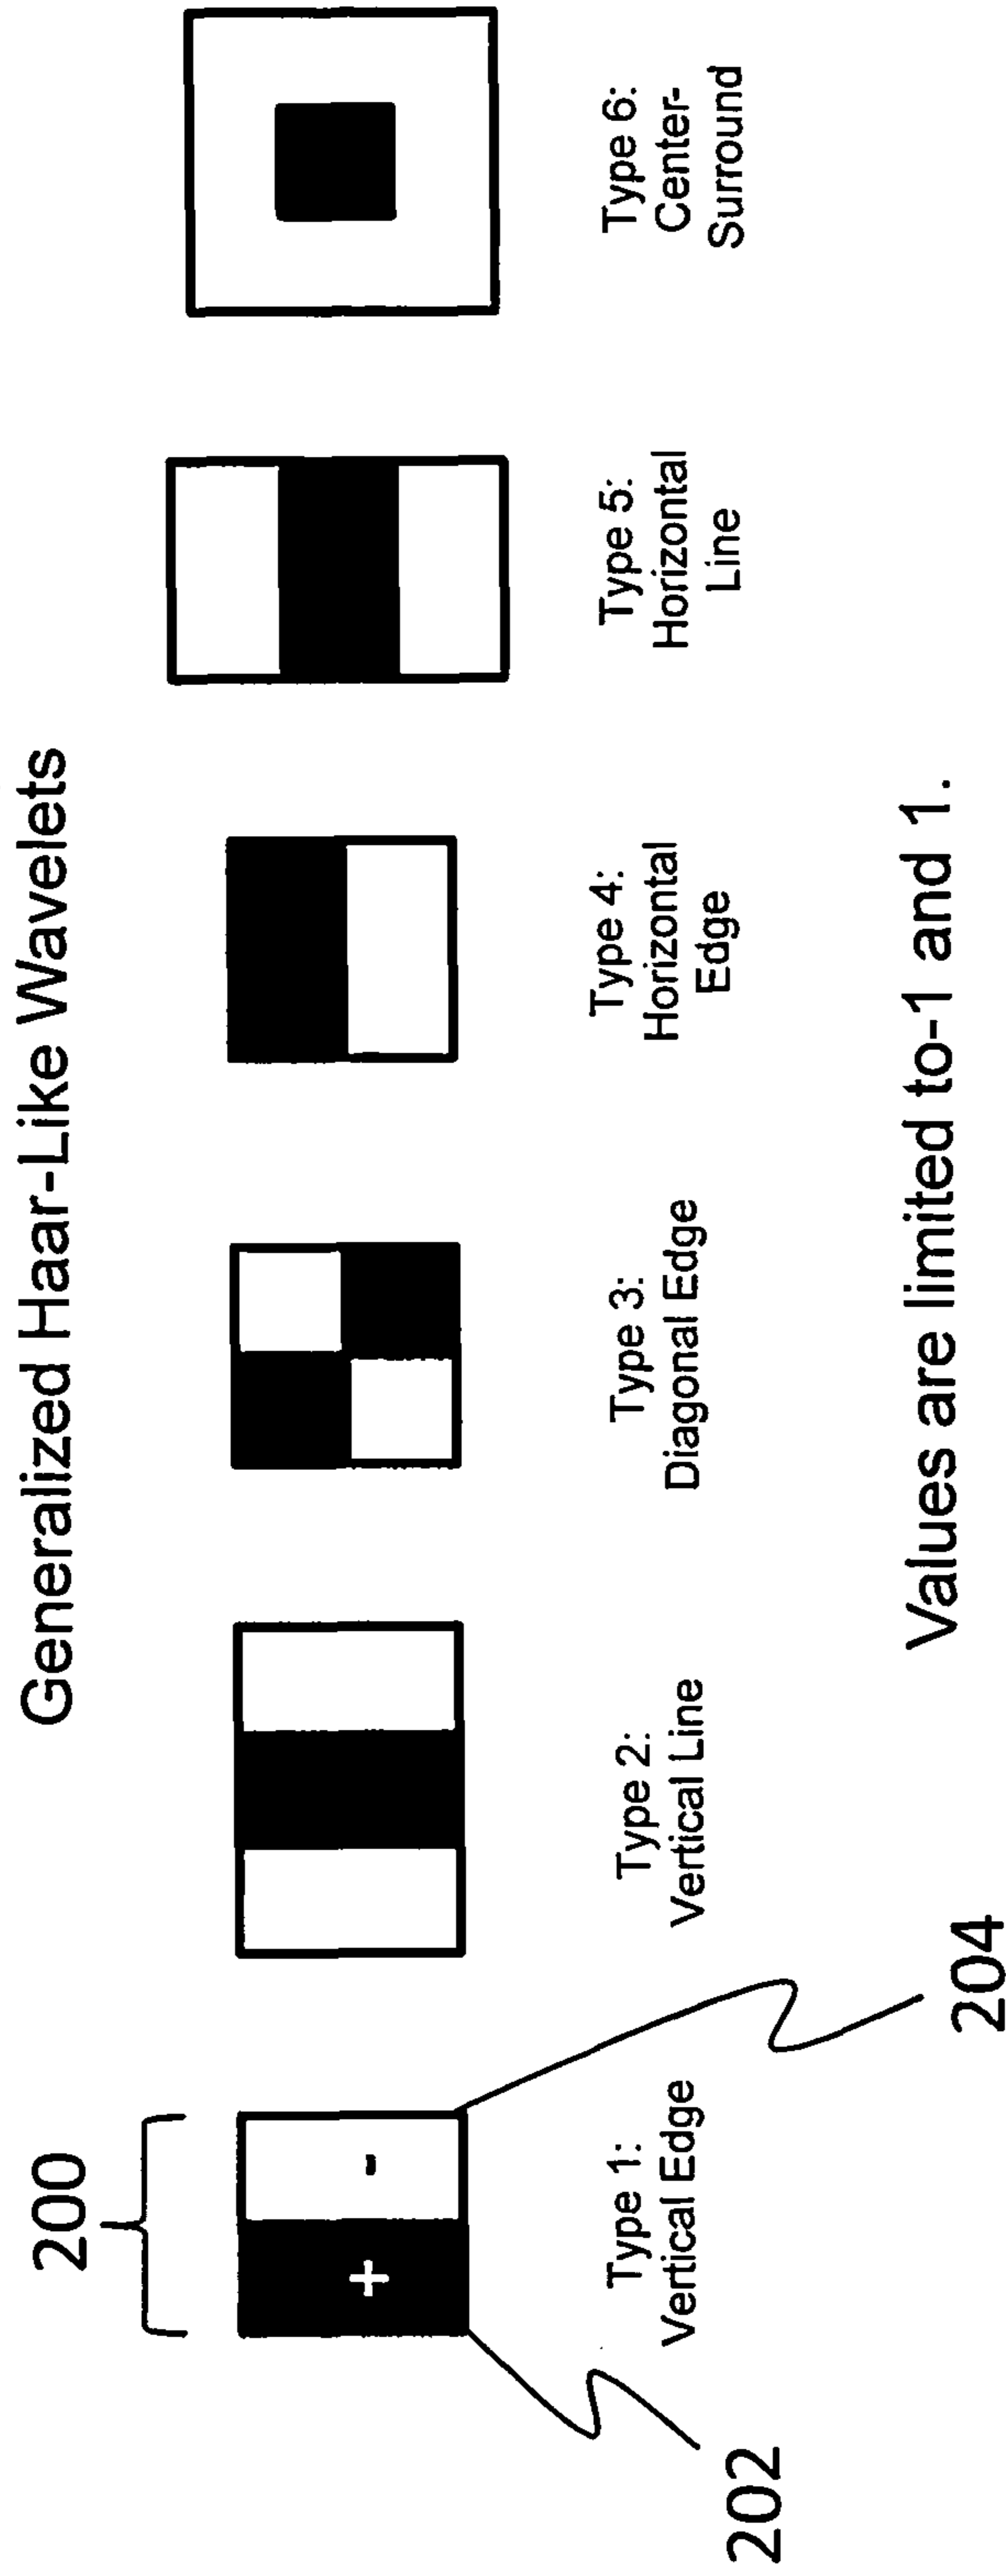 Generalized Haar-Like Wavelets
200
+
-
202
204
Type 1:
Vertical Edge
Type 2:
Vertical Line
Type 3:
Diagonal Edge
Type 4:
Horizontal
Edge
Type 5:
Horizontal
Line
Type 6:
Center-
Surround
Values are limited to-1 and 1.